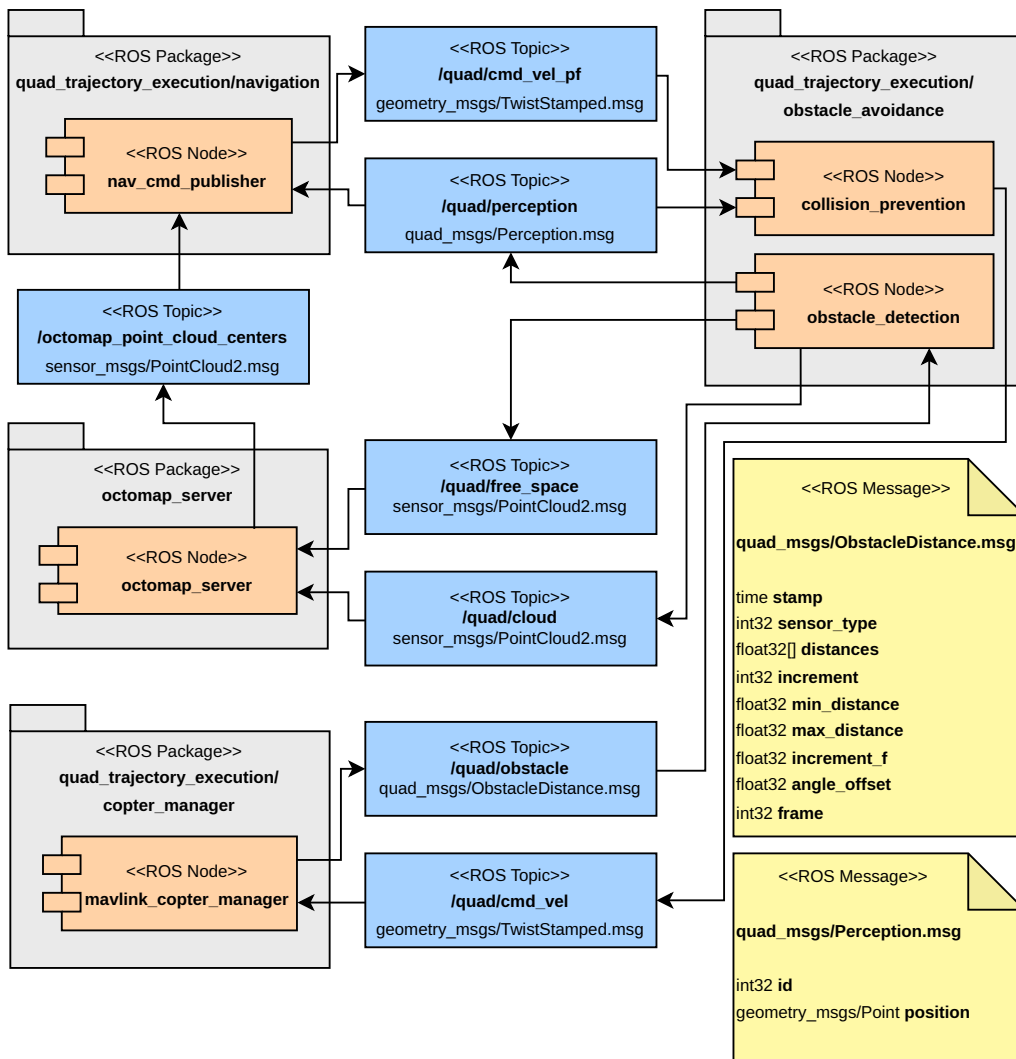 <<ROS Package>>
quad_trajectory_execution/navigation
<<ROS Node>>
nav_cmd_publisher
<<ROS Topic>>
/quad/cmd_vel_pf
geometry_msgs/TwistStamped.msg
<<ROS Topic>>
/quad/perception
quad_msgs/Perception.msg
<<ROS Package>>
quad_trajectory_execution/
obstacle_avoidance
<<ROS Node>>
collision_prevention
<<ROS Node>>
obstacle_detection
<<ROS Topic>>
/octomap_point_cloud_centers
sensor_msgs/PointCloud2.msg
<<ROS Package>>
octomap_server
<<ROS Node>>
octomap_server
<<ROS Topic>>
/quad/free_space
sensor_msgs/PointCloud2.msg
<<ROS Topic>>
/quad/cloud
sensor_msgs/PointCloud2.msg
<<ROS Package>>
quad_trajectory_execution/
copter_manager
<<ROS Node>>
mavlink_copter_manager
<<ROS Topic>>
/quad/obstacle
quad_msgs/ObstacleDistance.msg
<<ROS Topic>>
/quad/cmd_vel
geometry_msgs/TwistStamped.msg
<<ROS Message>>
quad_msgs/ObstacleDistance.msg
time stamp
int32 sensor_type
float32[] distances
int32 increment
float32 min_distance
float32 max_distance
float32 increment_f
float32 angle_offset
int32 frame
<<ROS Message>>
quad_msgs/Perception.msg
int32 id
geometry_msgs/Point position